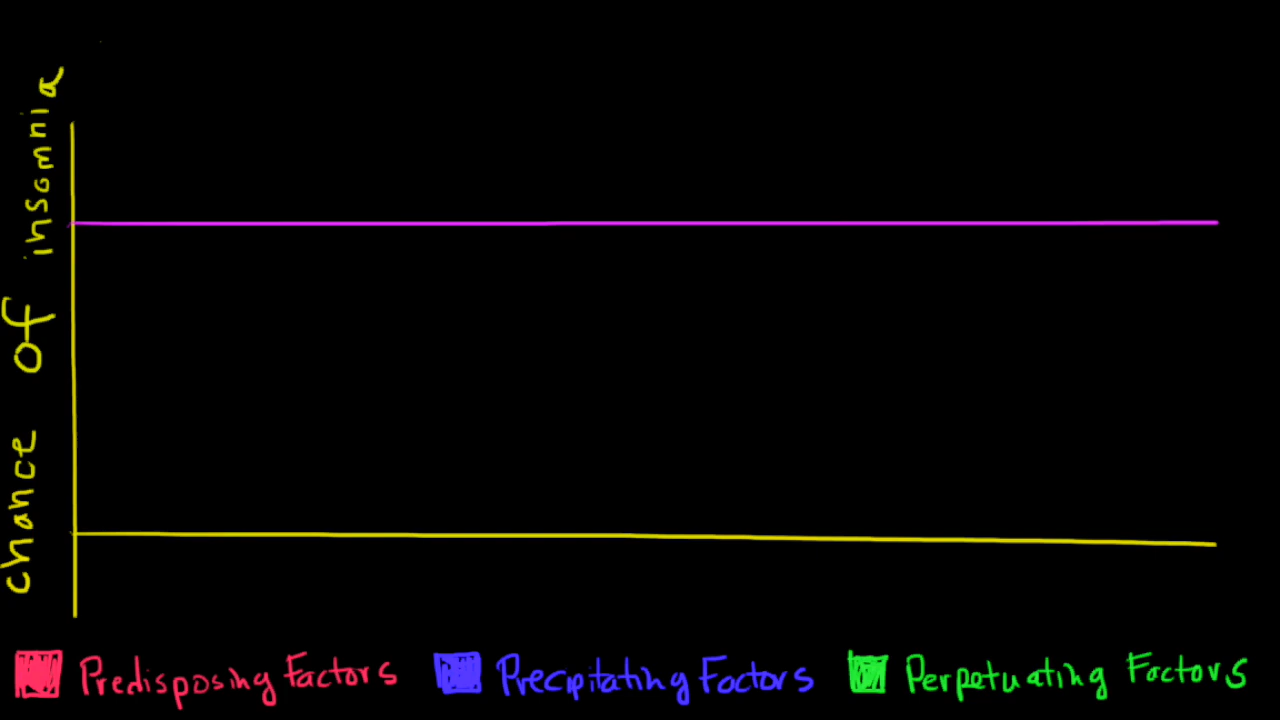 Chance of insomnia
Predisposing Factors Precipitating Factors Perpetuating Factors